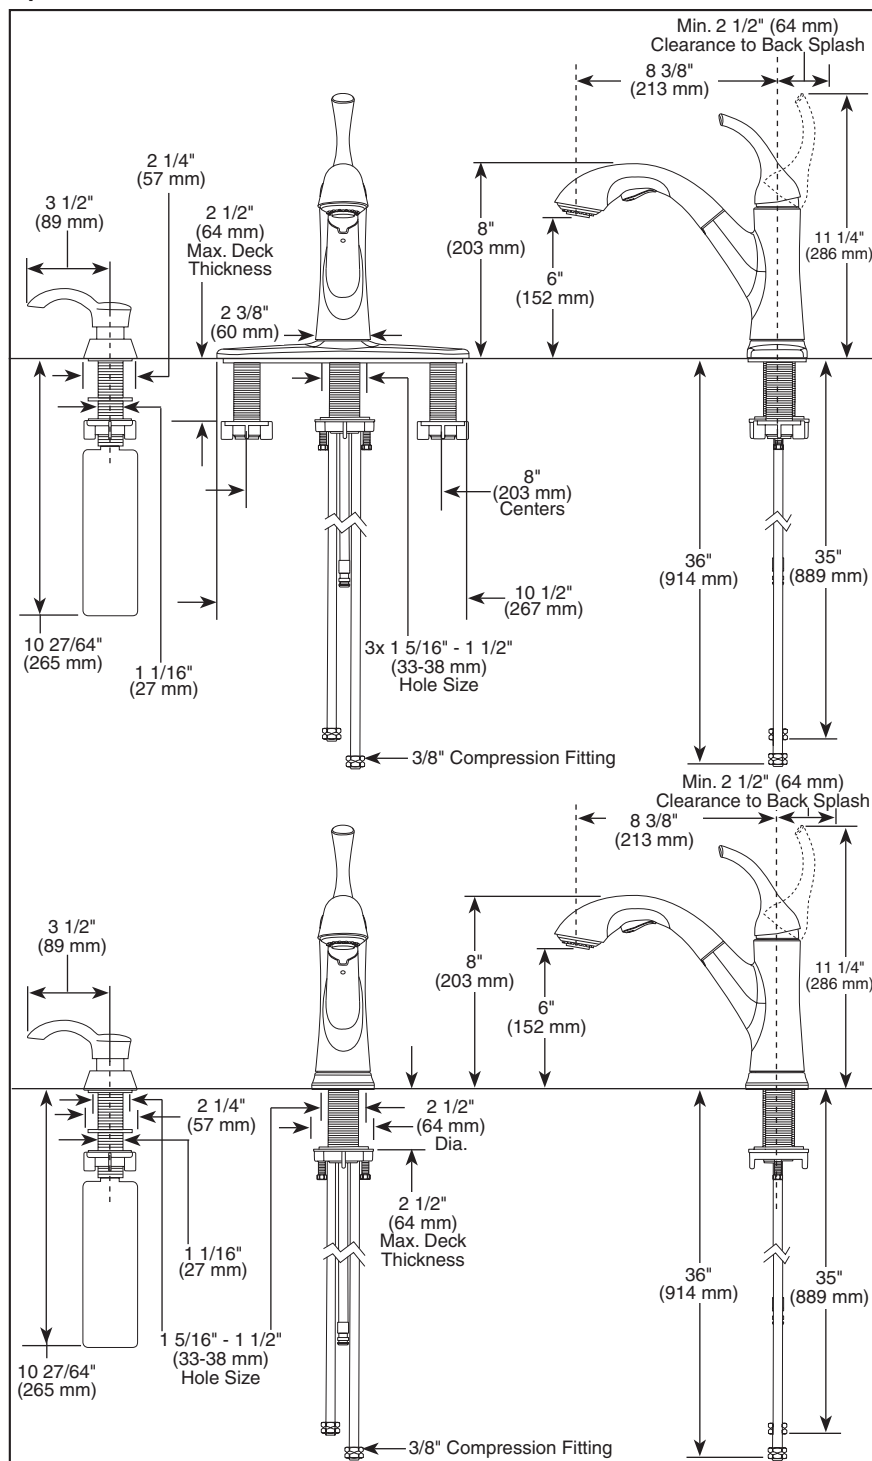 Min. 2 1/2" (64 mm)
Clearance to Back Splash
8 3/8"
(213 mm)
2 1/4"
(57 mm)
3 1/2"
(89 mm)
2 1/2"
(64 mm)
Max. Deck
Thickness
8"
(203 mm)
11 1/4"
(286 mm)
6"
(152 mm)
2 3/8"
(60 mm)
8"
(203 mm)
Centers
36"
(914 mm)
35"
(889 mm)
10 1/2"
(267 mm)
10 27/64"
(265 mm)
1 1/16"
(27 mm)
3x 1 5/16" - 1 1/2"
(33-38 mm)
Hole Size
3/8" Compression Fitting
Min. 2 1/2" (64 mm)
Clearance to Back Splash
8 3/8"
(213 mm)
3 1/2"
(89 mm)
8"
(203 mm)
11 1/4"
(286 mm)
6"
(152 mm)
2 1/4"
(57 mm)
2 1/2"
(64 mm)
Dia.
2 1/2"
(64 mm)
Max. Deck
Thickness
1 1/16"
(27 mm)
36"
(914 mm)
35"
(889 mm)
1 5/16" - 1 1/2"
(33-38 mm)
Hole Size
10 27/64"
(265 mm)
3/8" Compression Fitting